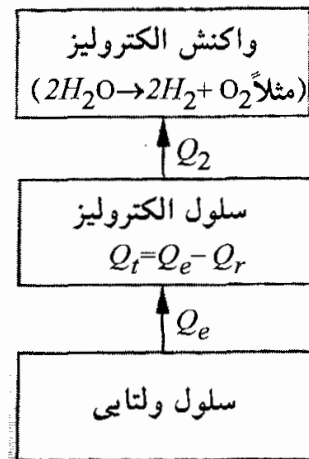 واکنش الکترولیز
(مثلاً 2H₂O→2H₂+ O₂)
Q₂
سلول الکترولیز
Qₜ=Qₑ− Qᵣ
Qₑ
سلول ولتایی